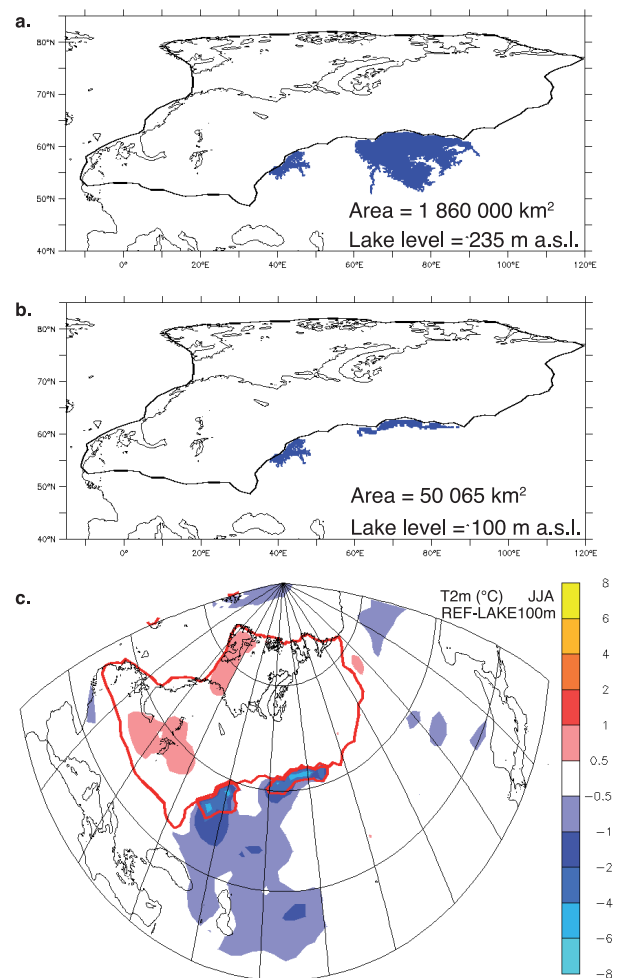 a.
80°N
70°N
60°N
50°N
40°N
Area = 1 860 000 km²
Lake level = 235 m a.s.l.
0°E
20°E
40°E
60°E
80°E
100°E
120°E
b.
80°N
70°N
60°N
50°N
40°N
Area = 50 065 km²
Lake level = 100 m a.s.l.
0°E
20°E
40°E
60°E
80°E
100°E
120°E
c.
T2m (°C) JJA
REF-LAKE100m
8
6
4
2
1
0.5
−0.5
−1
−2
−4
−6
−8